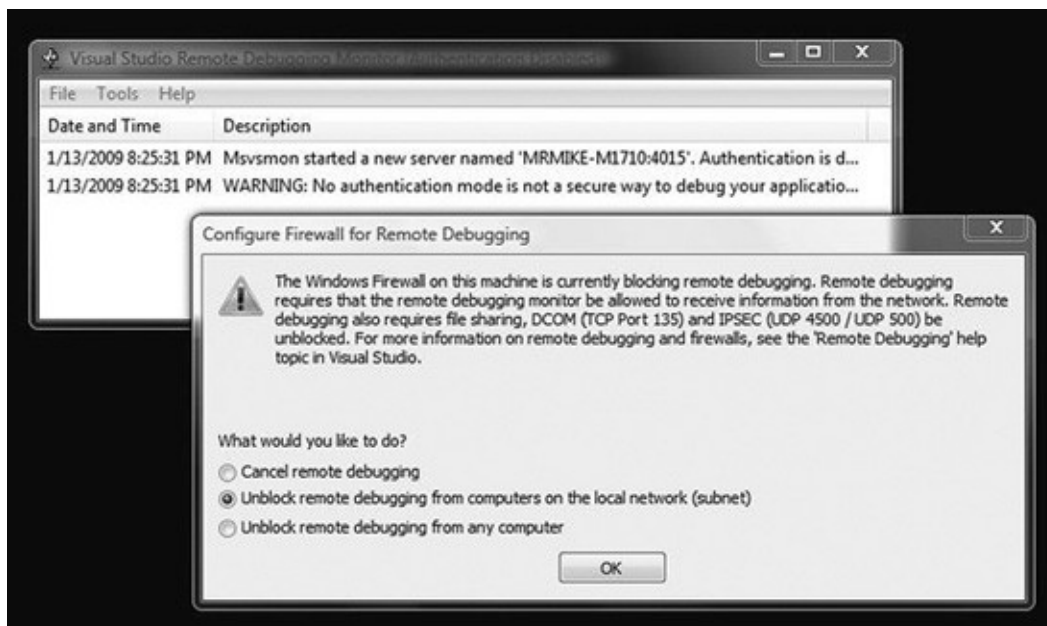 Visual Studio Remote Debugging Monitor (Authentication Disabled)
File Tools Help
Date and Time Description
1/13/2009 8:25:31 PM Msvsmon started a new server named 'MRMIKE-M1710:4015'. Authentication is d...
1/13/2009 8:25:31 PM WARNING: No authentication mode is not a secure way to debug your applicatio...
Configure Firewall for Remote Debugging
The Windows Firewall on this machine is currently blocking remote debugging. Remote debugging
requires that the remote debugging monitor be allowed to receive information from the network. Remote
debugging also requires file sharing, DCOM (TCP Port 135) and IPSEC (UDP 4500 / UDP 500) be
unblocked. For more information on remote debugging and firewalls, see the 'Remote Debugging' help
topic in Visual Studio.
What would you like to do?
Cancel remote debugging
Unblock remote debugging from computers on the local network (subnet)
Unblock remote debugging from any computer
OK